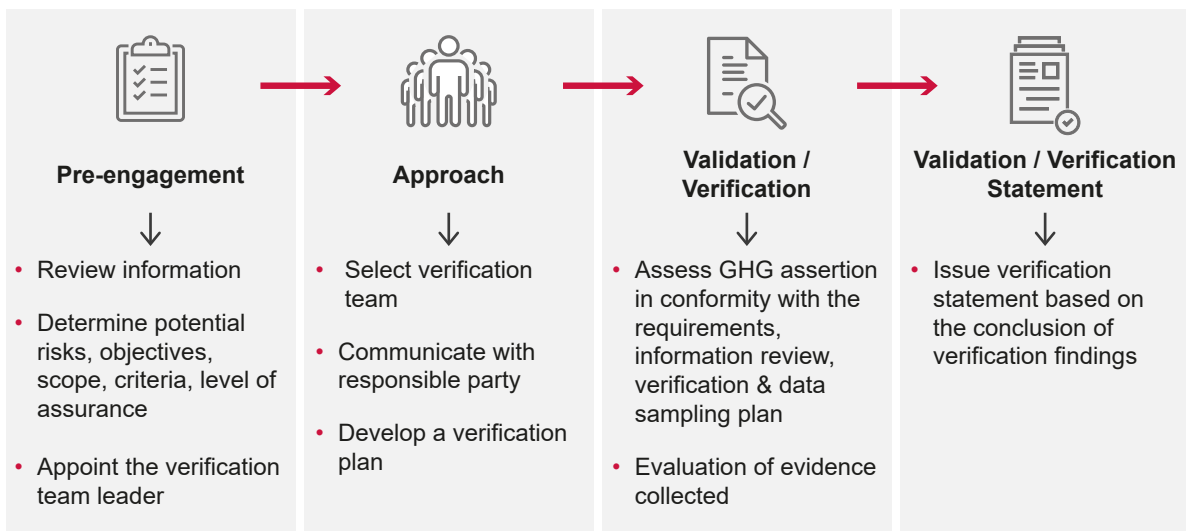 Pre-engagement
• Review information
• Determine potential
risks, objectives,
scope, criteria, level of
assurance
• Appoint the verification
team leader
Approach
• Select verification
team
• Communicate with
responsible party
• Develop a verification
plan
Validation /
Verification
• Assess GHG assertion
in conformity with the
requirements,
information review,
verification & data
sampling plan
• Evaluation of evidence
collected
Validation / Verification
Statement
• Issue verification
statement based on
the conclusion of
verification findings